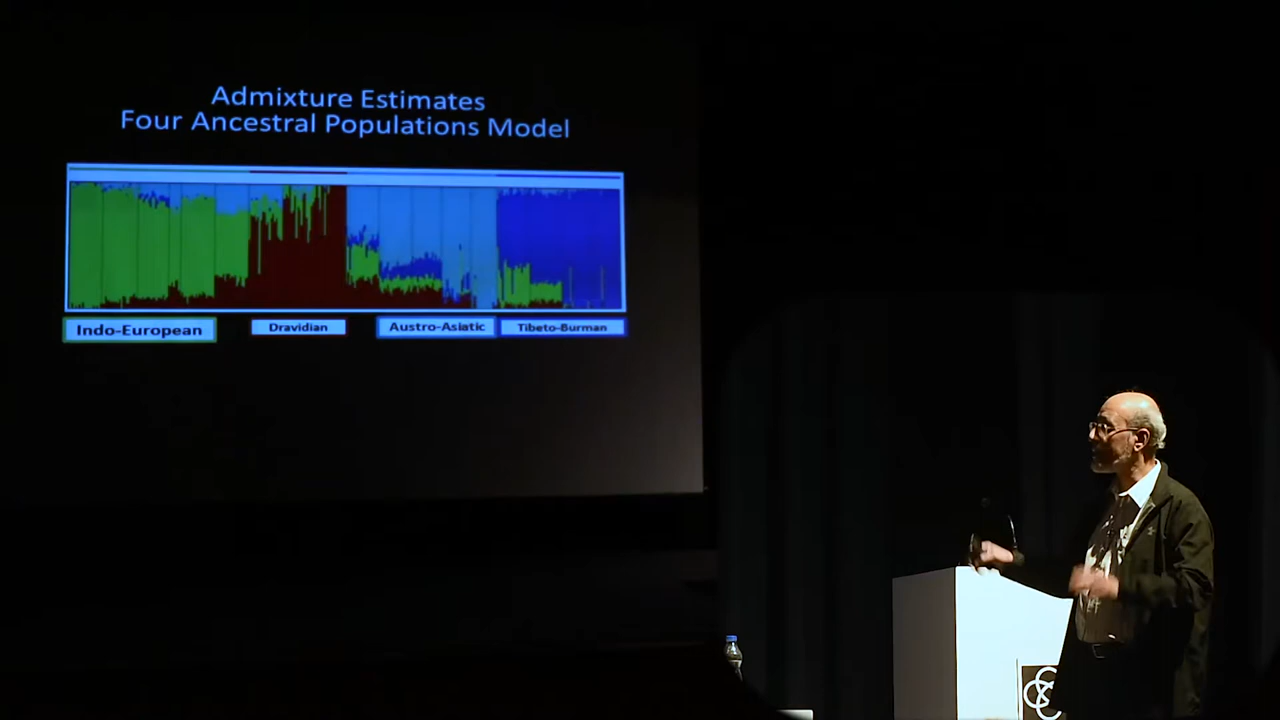 Admixture Estimates
Four Ancestral Populations Model
Indo-European
Dravidian
Austro-Asiatic
Tibeto-Burman